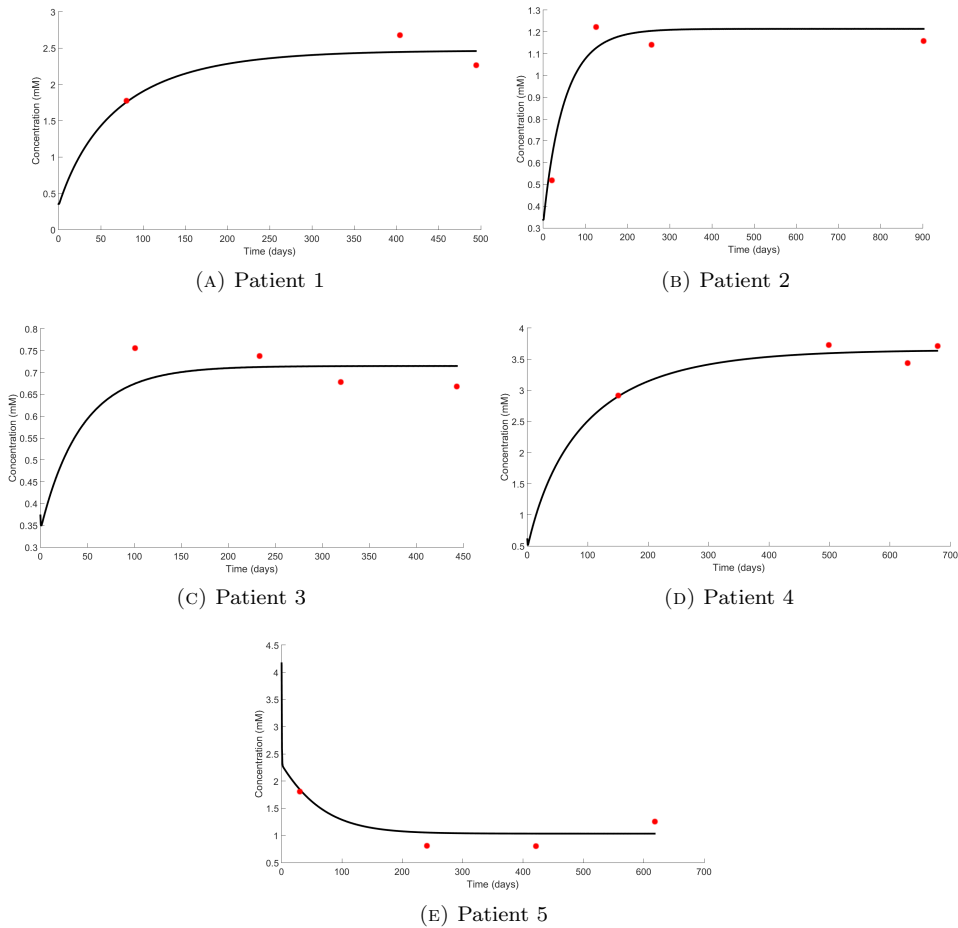 3
2.5
2
1.5
1
0.5
0
Concentration (mM)
0 50 100 150 200 250 300 350 400 450 500
Time (days)
(A) Patient 1
1.3
1.2
1.1
1
0.9
0.8
0.7
0.6
0.5
0.4
0.3
Concentration (mM)
0 100 200 300 400 500 600 700 800 900
Time (days)
(B) Patient 2
0.8
0.75
0.7
0.65
0.6
0.55
0.5
0.45
0.4
0.35
0.3
Concentration (mM)
0 50 100 150 200 250 300 350 400 450
Time (days)
(C) Patient 3
4
3.5
3
2.5
2
1.5
1
0.5
Concentration (mM)
0 100 200 300 400 500 600 700
Time (days)
(D) Patient 4
4.5
4
3.5
3
2.5
2
1.5
1
0.5
Concentration (mM)
0 100 200 300 400 500 600 700
Time (days)
(E) Patient 5